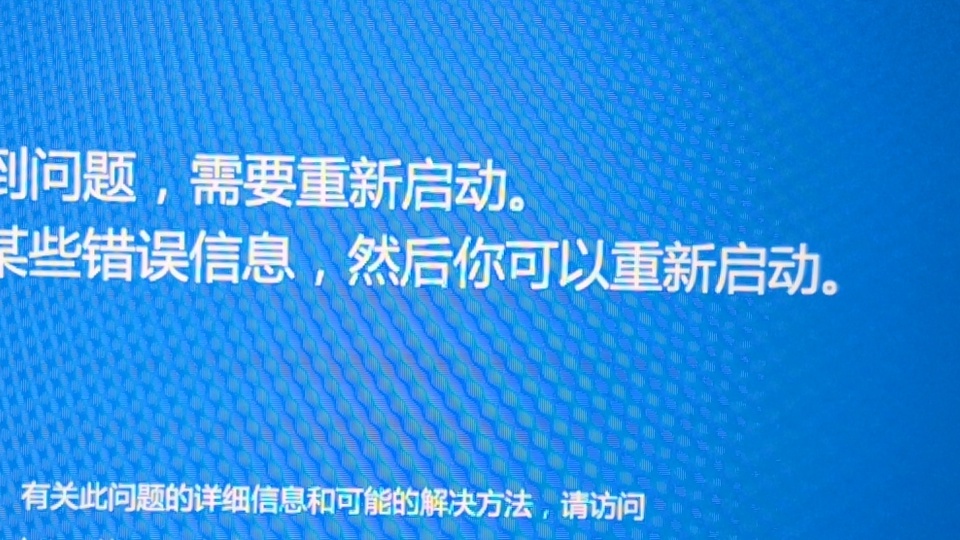 到问题，需要重新启动。
某些错误信息，然后你可以重新启动。
有关此问题的详细信息和可能的解决方法，请访问